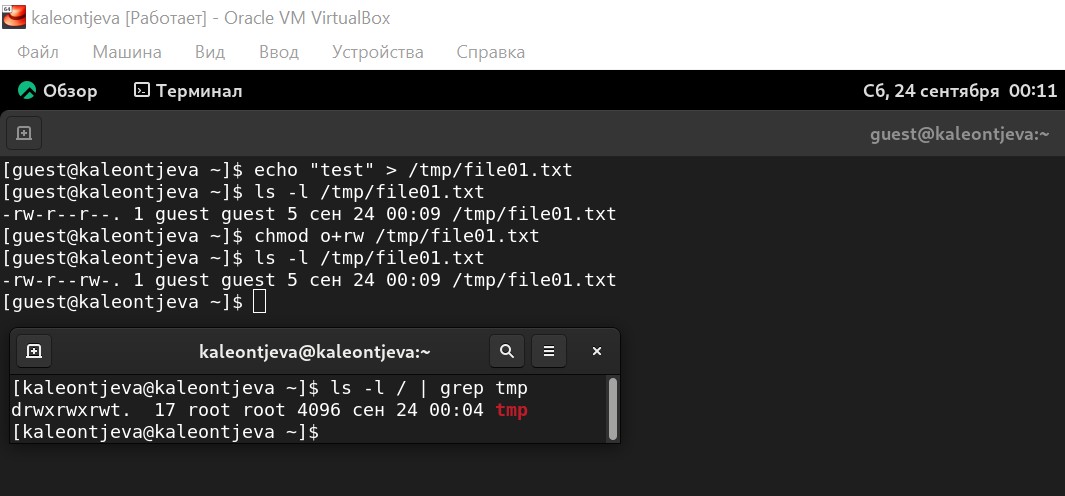 64
kaleontjeva [Работает] - Oracle VM VirtualBox
Файл Машина Вид Ввод Устройства Справка
Обзор Терминал Сб, 24 сентября 00:11
guest@kaleontjeva:~
[guest@kaleontjeva ~]$ echo "test" > /tmp/file01.txt
[guest@kaleontjeva ~]$ ls -l /tmp/file01.txt
-rw-r--r--. 1 guest guest 5 сен 24 00:09 /tmp/file01.txt
[guest@kaleontjeva ~]$ chmod o+rw /tmp/file01.txt
[guest@kaleontjeva ~]$ ls -l /tmp/file01.txt
-rw-r--rw-. 1 guest guest 5 сен 24 00:09 /tmp/file01.txt
[guest@kaleontjeva ~]$
kaleontjeva@kaleontjeva:~
[kaleontjeva@kaleontjeva ~]$ ls -l / | grep tmp
drwxrwxrwt.  17 root root 4096 сен 24 00:04 tmp
[kaleontjeva@kaleontjeva ~]$